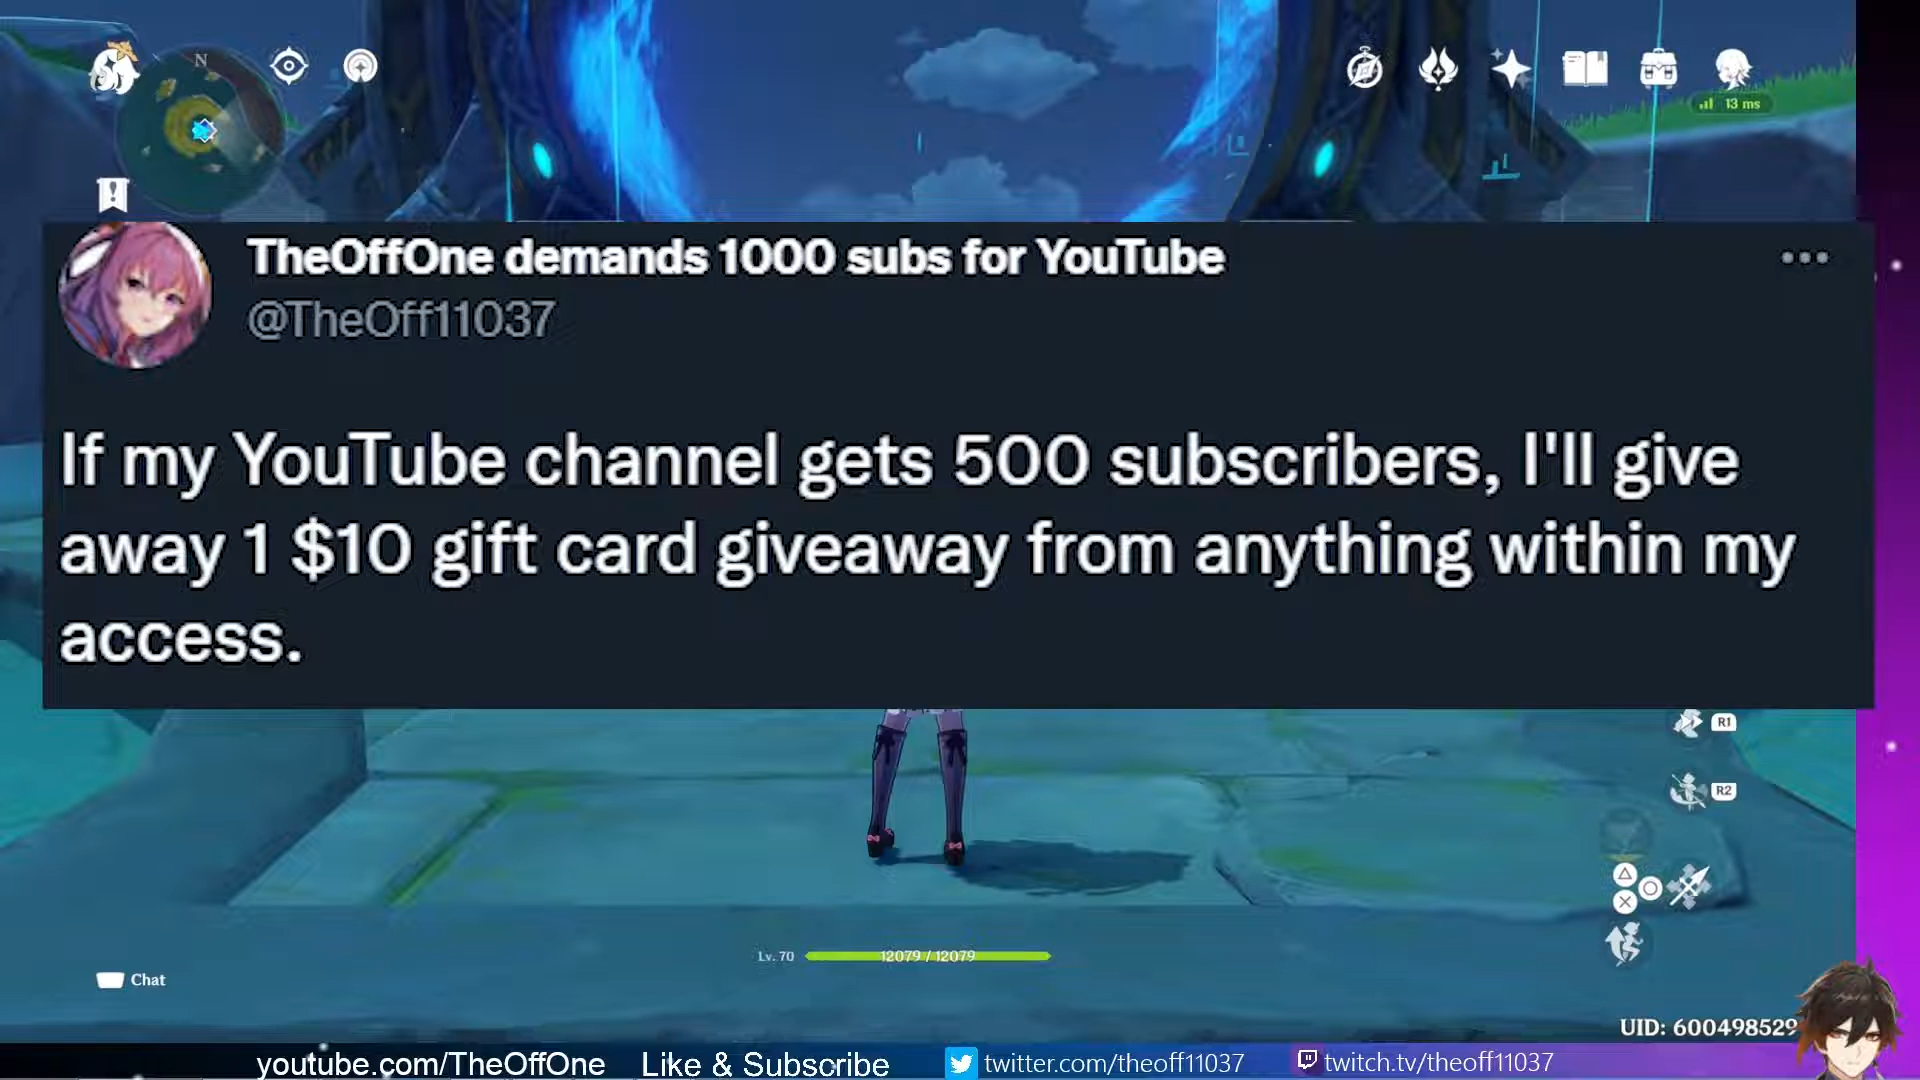 N
13 ms
TheOffOne demands 1000 subs for YouTube
@TheOff11037
If my YouTube channel gets 500 subscribers, I'll give
away 1 $10 gift card giveaway from anything within my
access.
R1
R2
Lv. 70
12079 / 12079
Chat
UID: 600498529
youtube.com/TheOffOne
Like & Subscribe
twitter.com/theoff11037
twitch.tv/theoff11037